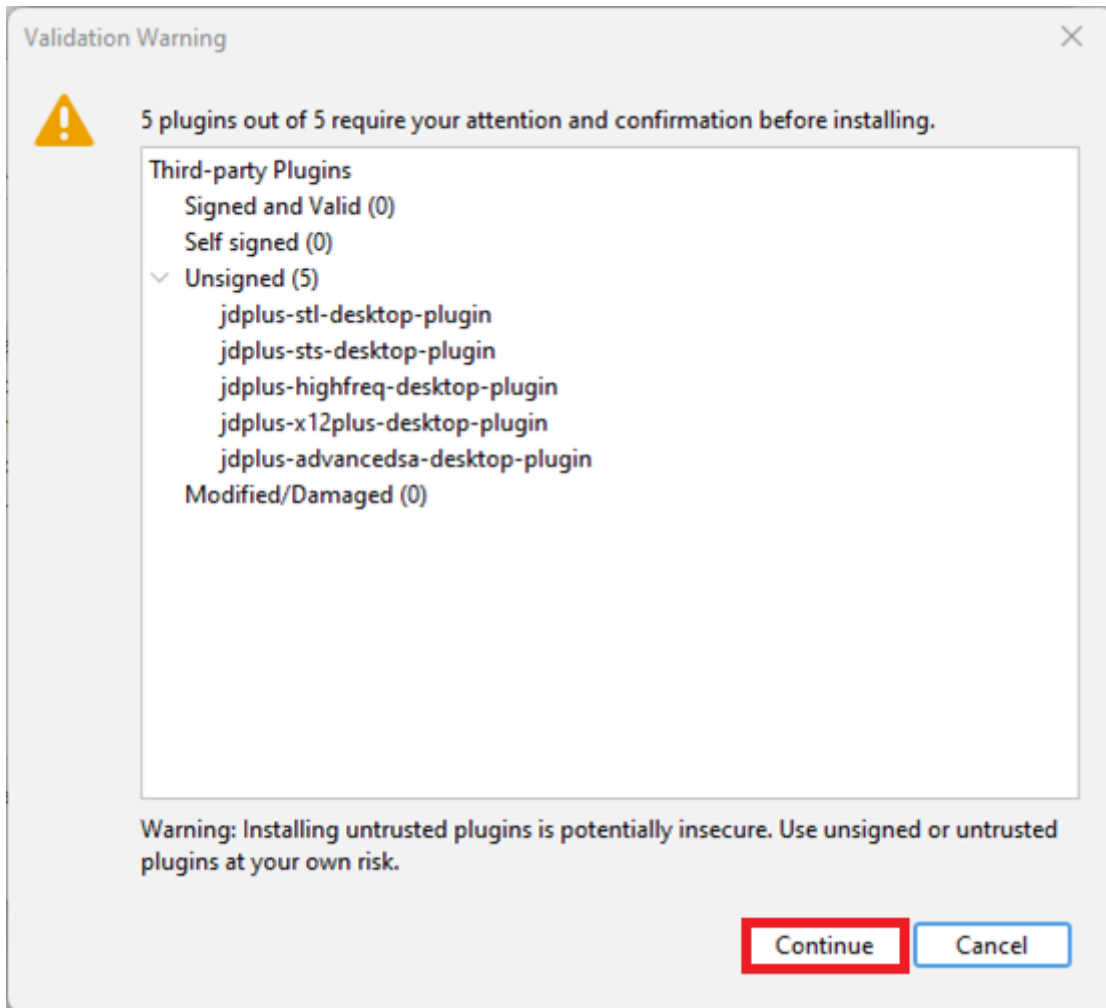 Validation Warning
5 plugins out of 5 require your attention and confirmation before installing.
Third-party Plugins
Signed and Valid (0)
Self signed (0)
Unsigned (5)
jdplus-stl-desktop-plugin
jdplus-sts-desktop-plugin
jdplus-highfreq-desktop-plugin
jdplus-x12plus-desktop-plugin
jdplus-advancedsa-desktop-plugin
Modified/Damaged (0)
Warning: Installing untrusted plugins is potentially insecure. Use unsigned or untrusted
plugins at your own risk.
Continue Cancel